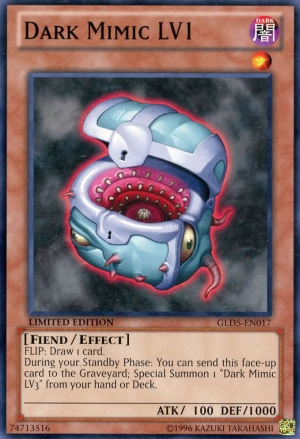 DARK MIMIC LV1
DARK
闇
LIMITED EDITION
GLD5-EN017
[FIEND / EFFECT]
FLIP: Draw 1 card.
During your Standby Phase: You can send this face-up
card to the Graveyard; Special Summon 1 "Dark Mimic
LV3" from your hand or Deck.
ATK/ 100 DEF/1000
74713516
©1996 KAZUKI TAKAHASHI